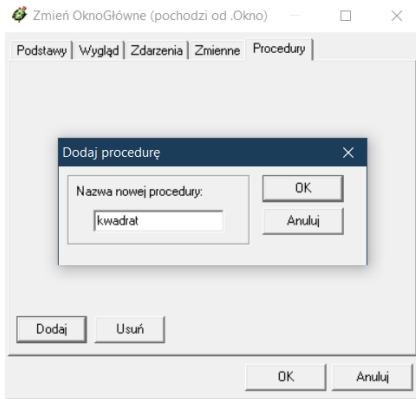 Zmień OknoGłówne (pochodzi od .Okno)
Podstawy Wygląd Zdarzenia Zmienne Procedury
Dodaj procedurę
Nazwa nowej procedury:
OK
kwadrat
Anuluj
Dodaj Usuń
OK Anuluj